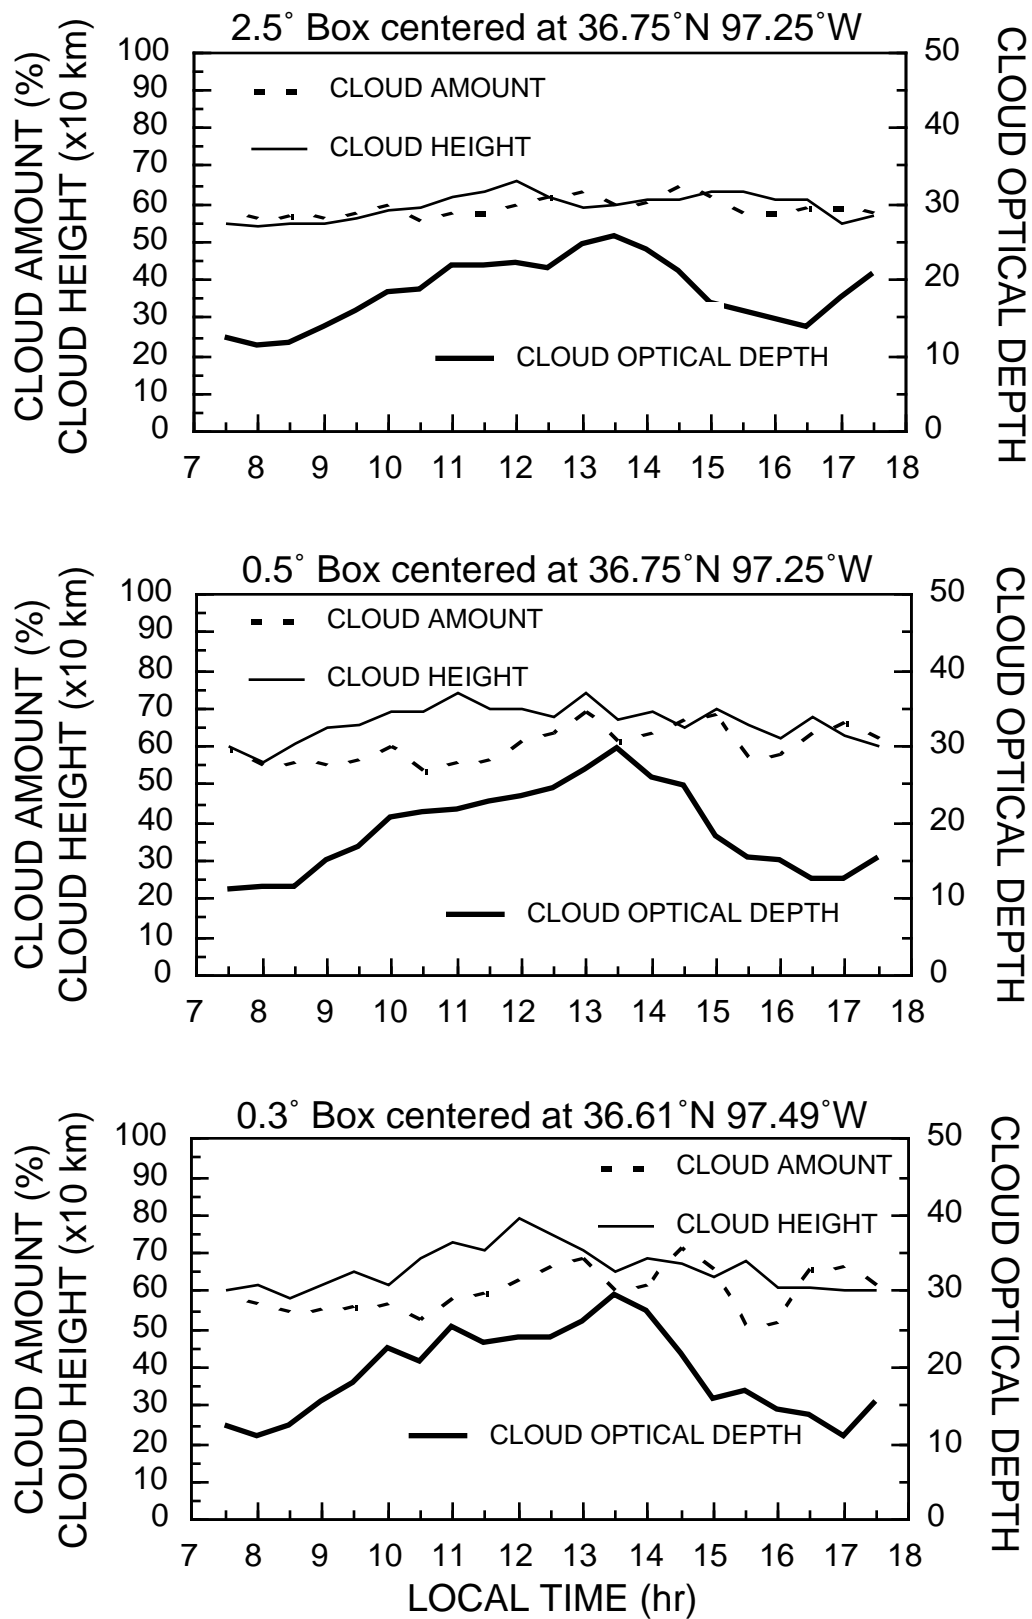 2.5° Box centered at 36.75°N 97.25°W
CLOUD AMOUNT (%)
CLOUD HEIGHT (x10 km)
100
90
80
70
60
50
40
30
20
10
0
CLOUD AMOUNT
CLOUD HEIGHT
CLOUD OPTICAL DEPTH
50
40
30
20
10
0
CLOUD OPTICAL DEPTH
7 8 9 10 11 12 13 14 15 16 17 18
0.5° Box centered at 36.75°N 97.25°W
CLOUD AMOUNT (%)
CLOUD HEIGHT (x10 km)
100
90
80
70
60
50
40
30
20
10
0
CLOUD AMOUNT
CLOUD HEIGHT
CLOUD OPTICAL DEPTH
50
40
30
20
10
0
CLOUD OPTICAL DEPTH
7 8 9 10 11 12 13 14 15 16 17 18
0.3° Box centered at 36.61°N 97.49°W
CLOUD AMOUNT (%)
CLOUD HEIGHT (x10 km)
100
90
80
70
60
50
40
30
20
10
0
CLOUD AMOUNT
CLOUD HEIGHT
CLOUD OPTICAL DEPTH
50
40
30
20
10
0
CLOUD OPTICAL DEPTH
7 8 9 10 11 12 13 14 15 16 17 18
LOCAL TIME (hr)